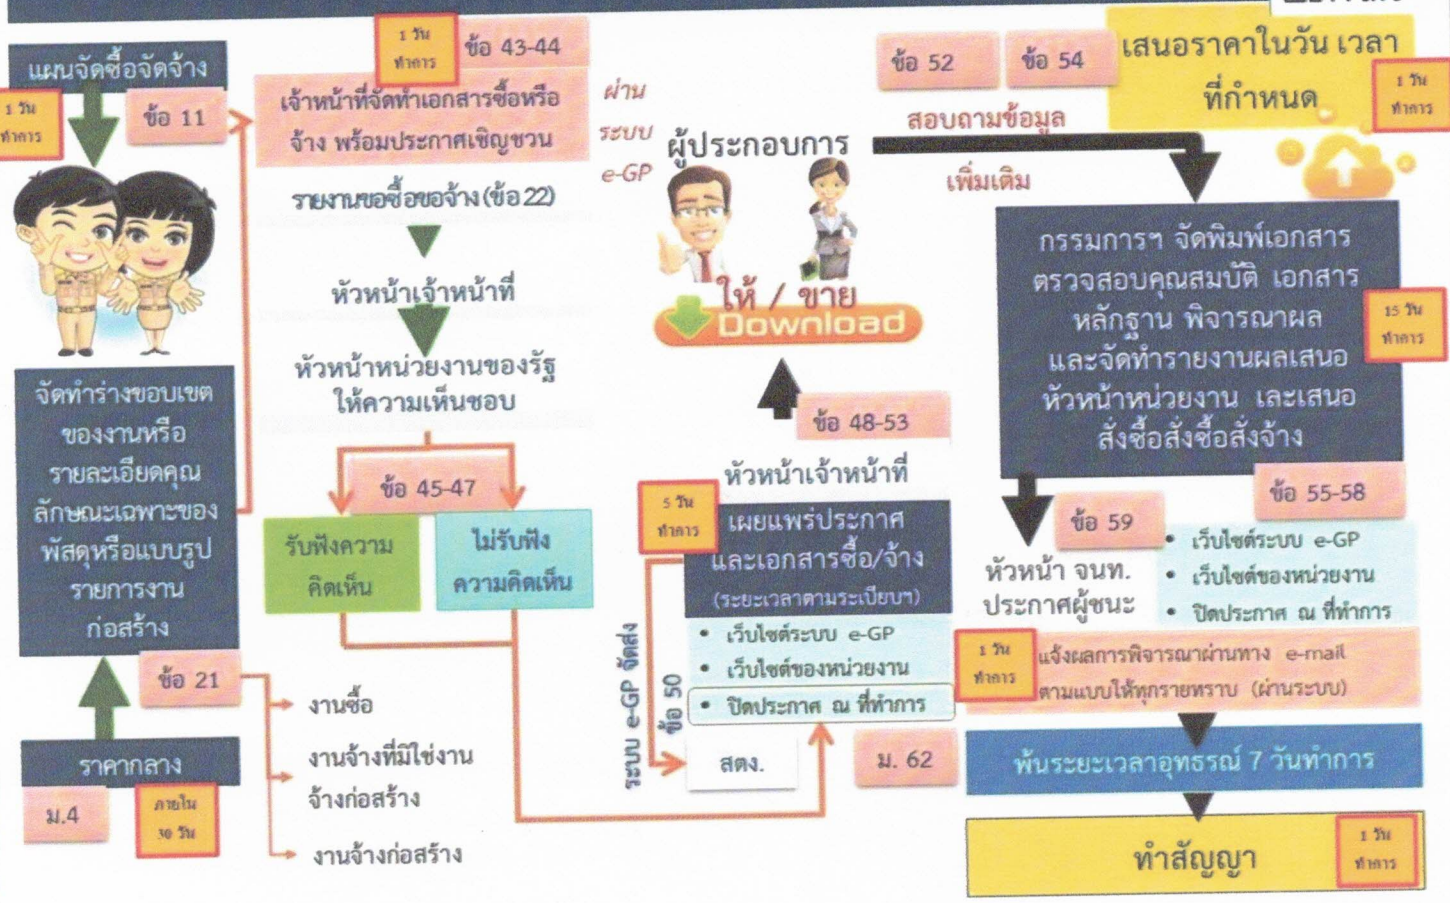 แผนจัดซื้อจัดจ้าง
1 วัน
ทำการ
ข้อ 11
จัดทำร่างขอบเขต
ของงานหรือ
รายละเอียดคุณ
ลักษณะเฉพาะของ
พัสดุหรือแบบรูป
รายการงาน
ก่อสร้าง
ข้อ 21
ราคากลาง
ม.4
ภายใน
30 วัน
งานซื้อ
งานจ้างที่มิใช่งาน
จ้างก่อสร้าง
งานจ้างก่อสร้าง
1 วัน
ทำการ
ข้อ 43-44
เจ้าหน้าที่จัดทำเอกสารซื้อหรือ
จ้าง พร้อมประกาศเชิญชวน
ผ่าน
ระบบ
e-GP
รายงานขอซื้อขอจ้าง (ข้อ 22)
หัวหน้าเจ้าหน้าที่
หัวหน้าหน่วยงานของรัฐ
ให้ความเห็นชอบ
ข้อ 45-47
รับฟังความ
คิดเห็น
ไม่รับฟัง
ความคิดเห็น
ผู้ประกอบการ
ให้ / ขาย
Download
ข้อ 48-53
หัวหน้าเจ้าหน้าที่
5 วัน
ทำการ
เผยแพร่ประกาศ
และเอกสารซื้อ/จ้าง
(ระยะเวลาตามระเบียบฯ)
• เว็บไซต์ระบบ e-GP
• เว็บไซต์ของหน่วยงาน
• ปิดประกาศ ณ ที่ทำการ
ระบบ e-GP จัดส่ง
ข้อ 50
สตง.
ม. 62
ข้อ 52
ข้อ 54
เสนอราคาในวัน เวลา
ที่กำหนด
1 วัน
ทำการ
สอบถามข้อมูล
เพิ่มเติม
กรรมการฯ จัดพิมพ์เอกสาร
ตรวจสอบคุณสมบัติ เอกสาร
หลักฐาน พิจารณาผล
และจัดทำรายงานผลเสนอ
หัวหน้าหน่วยงาน เละเสนอ
สั่งซื้อสั่งซื้อสั่งจ้าง
15 วัน
ทำการ
ข้อ 55-58
ข้อ 59
หัวหน้า จนท.
ประกาศผู้ชนะ
• เว็บไซต์ระบบ e-GP
• เว็บไซต์ของหน่วยงาน
• ปิดประกาศ ณ ที่ทำการ
1 วัน
ทำการ
แจ้งผลการพิจารณาผ่านทาง e-mail
ตามแบบให้ทุกรายทราบ (ผ่านระบบ)
พ้นระยะเวลาอุทธรณ์ 7 วันทำการ
ทำสัญญา
1 วัน
ทำการ